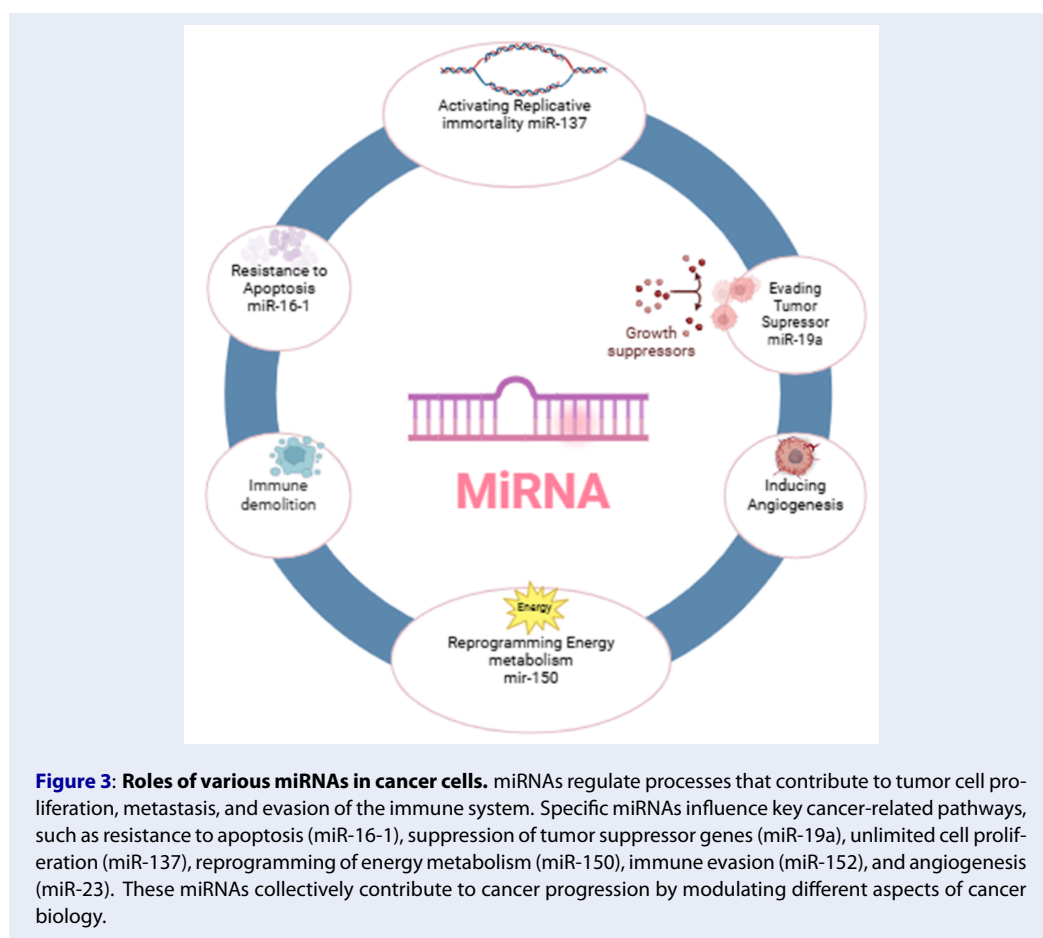 Activating Replicative
immortality miR-137
Resistance to
Apoptosis
miR-16-1
Evading
Tumor
Supressor
miR-19a
Growth
suppressors
MiRNA
Immune
demolition
Inducing
Angiogenesis
Energy
Reprogramming Energy
metabolism
mir-150
Figure 3: Roles of various miRNAs in cancer cells. miRNAs regulate processes that contribute to tumor cell pro-
liferation, metastasis, and evasion of the immune system. Specific miRNAs influence key cancer-related pathways,
such as resistance to apoptosis (miR-16-1), suppression of tumor suppressor genes (miR-19a), unlimited cell prolif-
eration (miR-137), reprogramming of energy metabolism (miR-150), immune evasion (miR-152), and angiogenesis
(miR-23). These miRNAs collectively contribute to cancer progression by modulating different aspects of cancer
biology.